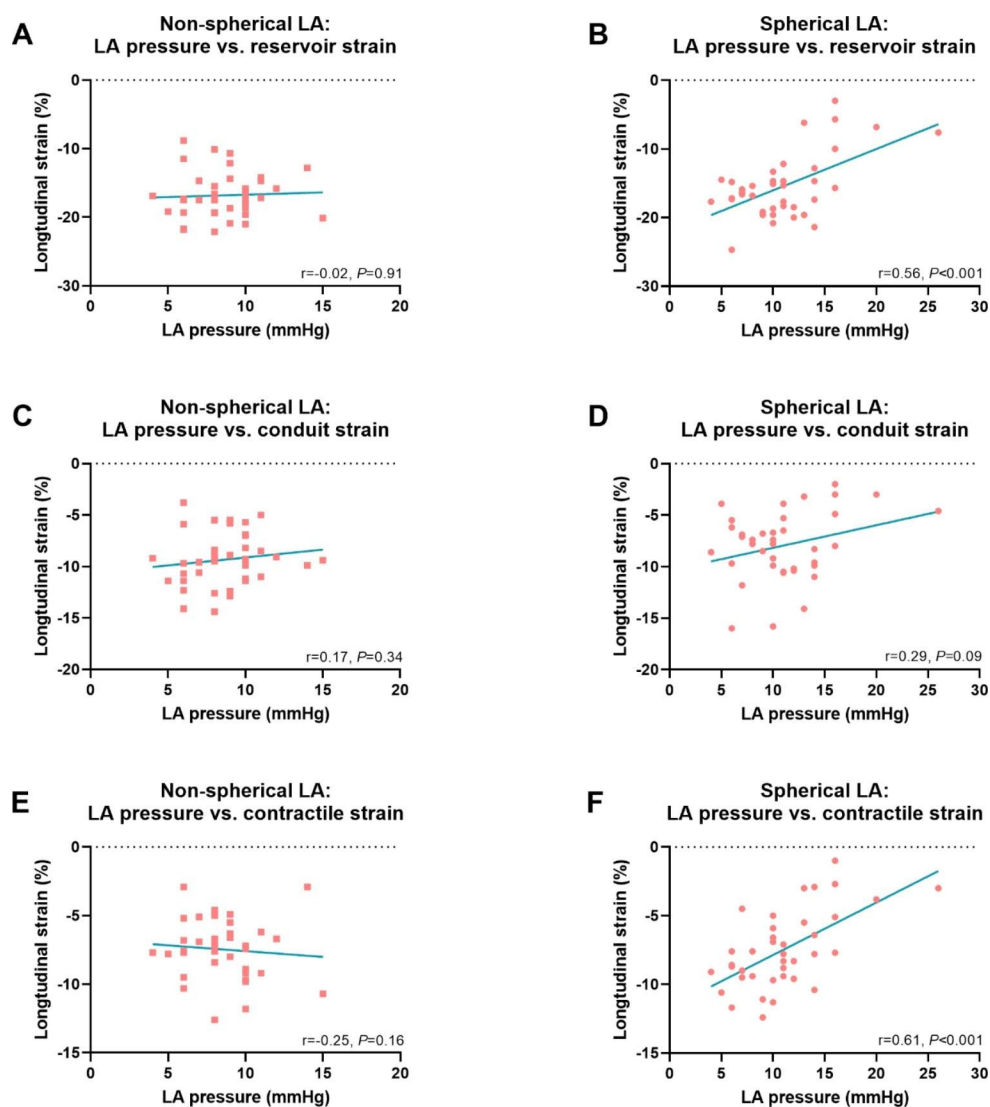 A
Non-spherical LA:
LA pressure vs. reservoir strain
Longtudinal strain (%)
0
-10
-20
-30
0
5
10
15
20
r=-0.02, P=0.91
LA pressure (mmHg)
B
Spherical LA:
LA pressure vs. reservoir strain
Longtudinal strain (%)
0
-10
-20
-30
0
5
10
15
20
25
30
r=0.56, P<0.001
LA pressure (mmHg)
C
Non-spherical LA:
LA pressure vs. conduit strain
Longtudinal strain (%)
0
-5
-10
-15
-20
0
5
10
15
20
r=0.17, P=0.34
LA pressure (mmHg)
D
Spherical LA:
LA pressure vs. conduit strain
Longtudinal strain (%)
0
-5
-10
-15
-20
0
5
10
15
20
25
30
r=0.29, P=0.09
LA pressure (mmHg)
E
Non-spherical LA:
LA pressure vs. contractile strain
Longtudinal strain (%)
0
-5
-10
-15
0
5
10
15
20
r=-0.25, P=0.16
LA pressure (mmHg)
F
Spherical LA:
LA pressure vs. contractile strain
Longtudinal strain (%)
0
-5
-10
-15
0
5
10
15
20
25
30
r=0.61, P<0.001
LA pressure (mmHg)